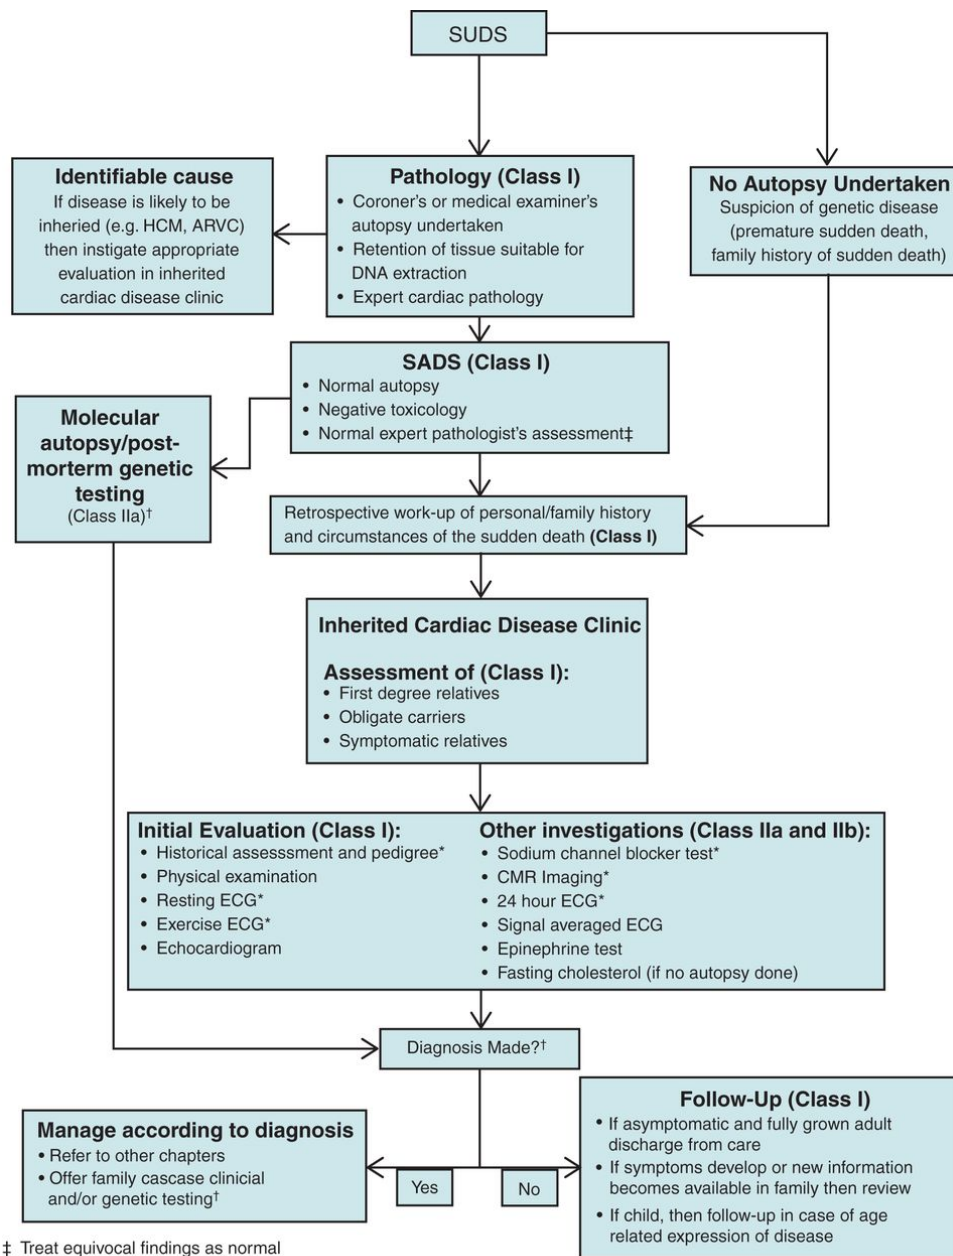 SUDS
Identifiable cause
If disease is likely to be
inheried (e.g. HCM, ARVC)
then instigate appropriate
evaluation in inherited
cardiac disease clinic
Pathology (Class I)
• Coroner's or medical examiner's
autopsy undertaken
• Retention of tissue suitable for
DNA extraction
• Expert cardiac pathology
No Autopsy Undertaken
Suspicion of genetic disease
(premature sudden death,
family history of sudden death)
SADS (Class I)
• Normal autopsy
• Negative toxicology
• Normal expert pathologist's assessment‡
Molecular
autopsy/post-
morterm genetic
testing
(Class IIa)†
Retrospective work-up of personal/family history
and circumstances of the sudden death (Class I)
Inherited Cardiac Disease Clinic
Assessment of (Class I):
• First degree relatives
• Obligate carriers
• Symptomatic relatives
Initial Evaluation (Class I):
• Historical assesssment and pedigree*
• Physical examination
• Resting ECG*
• Exercise ECG*
• Echocardiogram
Other investigations (Class IIa and IIb):
• Sodium channel blocker test*
• CMR Imaging*
• 24 hour ECG*
• Signal averaged ECG
• Epinephrine test
• Fasting cholesterol (if no autopsy done)
Diagnosis Made?†
Manage according to diagnosis
• Refer to other chapters
• Offer family cascase clinicial
and/or genetic testing†
Yes
No
Follow-Up (Class I)
• If asymptomatic and fully grown adult
discharge from care
• If symptoms develop or new information
becomes available in family then review
• If child, then follow-up in case of age
related expression of disease
‡ Treat equivocal findings as normal